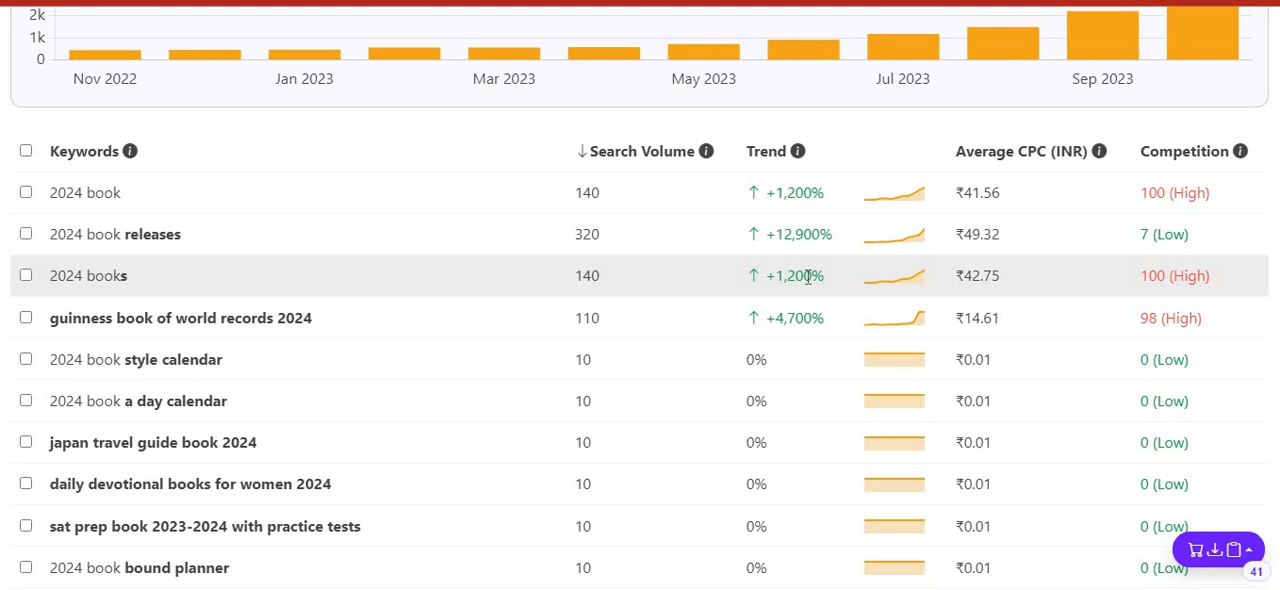 2k
1k
0
Nov 2022 Jan 2023 Mar 2023 May 2023 Jul 2023 Sep 2023
Keywords Search Volume Trend Average CPC (INR) Competition
2024 book 140 ↑ +1,200% ₹41.56 100 (High)
2024 book releases 320 ↑ +12,900% ₹49.32 7 (Low)
2024 books 140 ↑ +1,200% ₹42.75 100 (High)
guinness book of world records 2024 110 ↑ +4,700% ₹14.61 98 (High)
2024 book style calendar 10 0% ₹0.01 0 (Low)
2024 book a day calendar 10 0% ₹0.01 0 (Low)
japan travel guide book 2024 10 0% ₹0.01 0 (Low)
daily devotional books for women 2024 10 0% ₹0.01 0 (Low)
sat prep book 2023-2024 with practice tests 10 0% ₹0.01 0 (Low)
2024 book bound planner 10 0% ₹0.01 0 (Low)
41